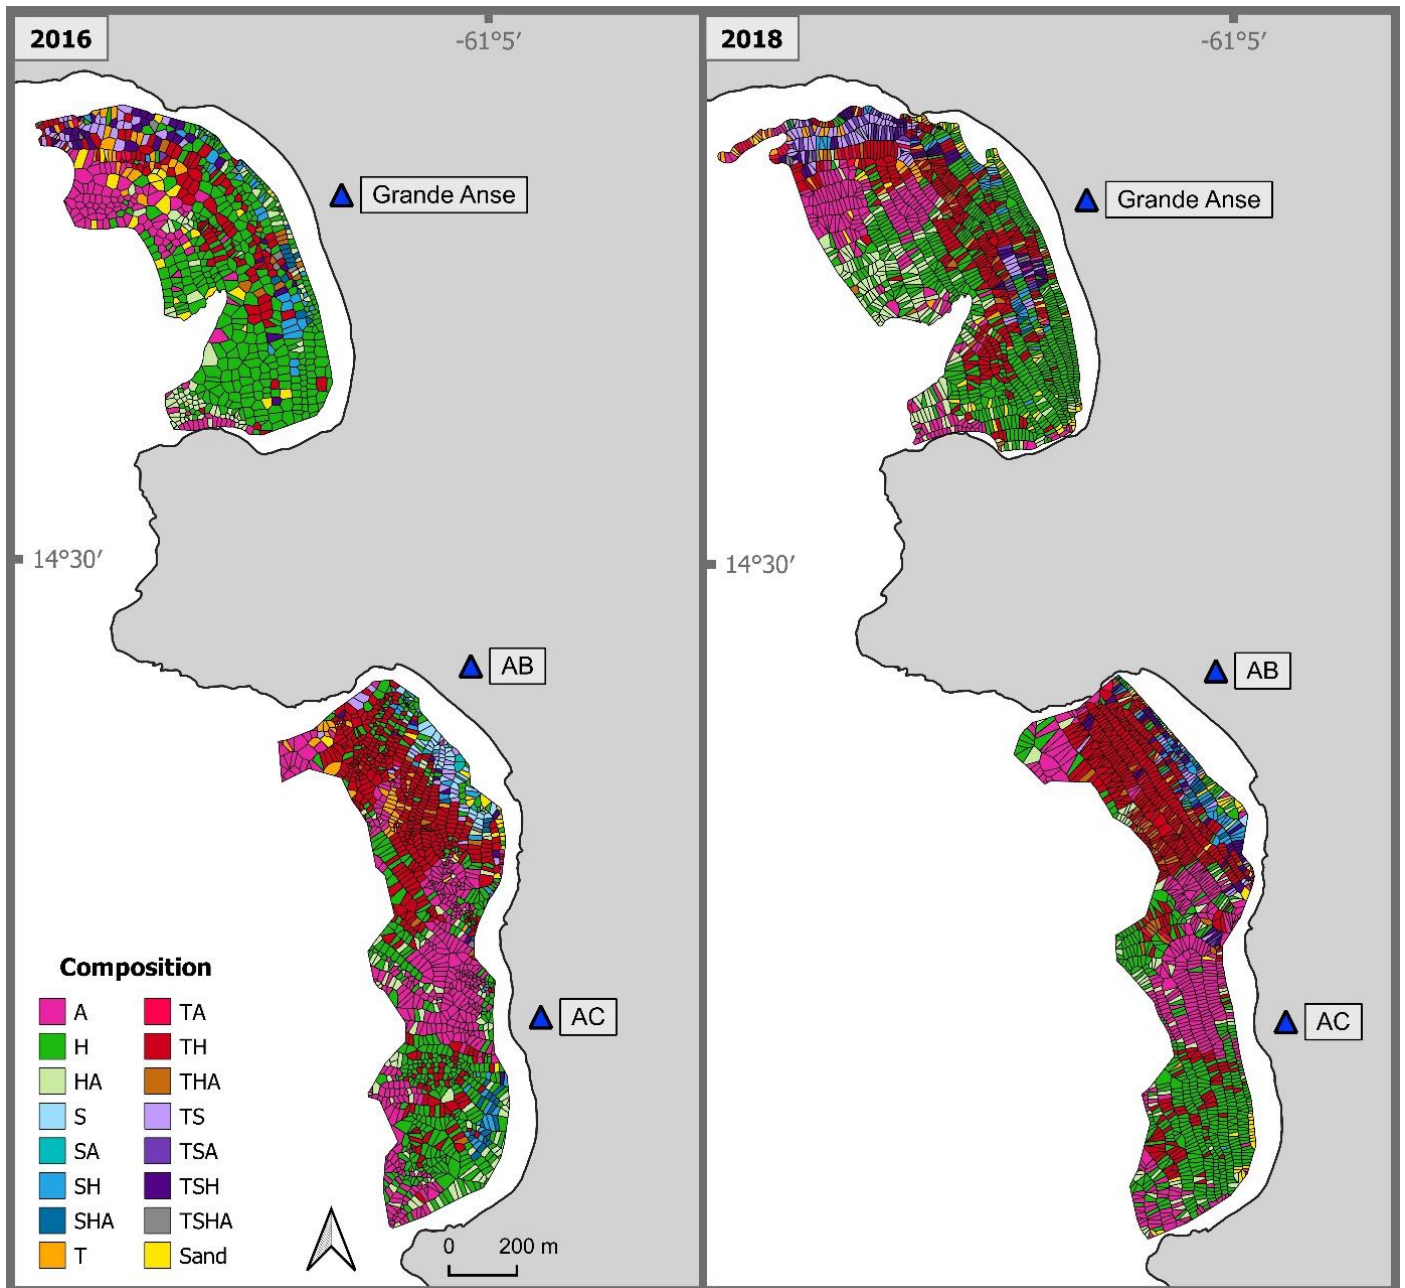 2016
-61°5′
Grande Anse
14°30′
AB
AC
Composition
A
H
HA
S
SA
SH
SHA
T
TA
TH
THA
TS
TSA
TSH
TSHA
Sand
0 200 m
2018
-61°5′
Grande Anse
14°30′
AB
AC